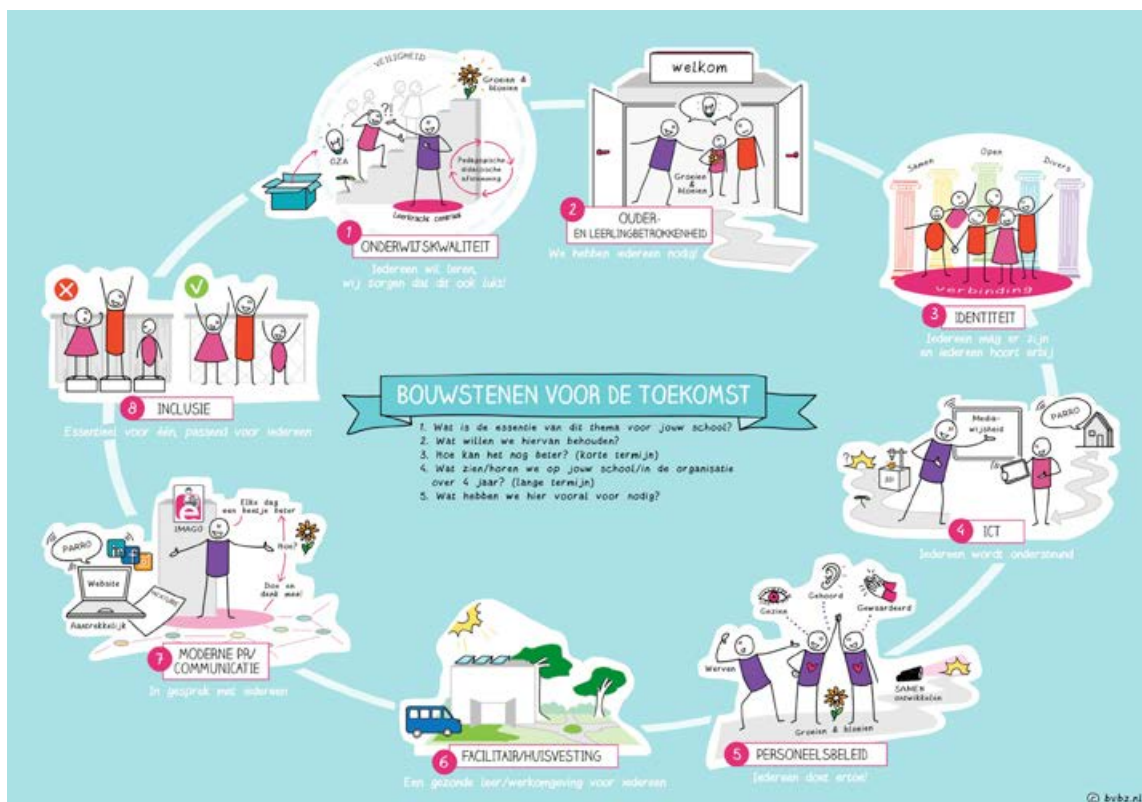 VEILIGHEID
?!
Groeien &
bloeien
OZA
Pedagogische
didactische
afstemming
Leerkracht centraal
1 ONDERWIJSKWALITEIT
Iedereen wil leren,
wij zorgen dat dit ook lukt!
welkom
Groeien
&
bloeien
2 OUDER-
EN LEERLINGBETROKKENHEID
We hebben iedereen nodig!
Samen
Open
Divers
verbinding
3 IDENTITEIT
Iedereen mag er zijn
en iedereen hoort erbij
Media-
wijsheid
PARRO
3D
4 ICT
Iedereen wordt ondersteund
Gezien
Gehoord
Gewaardeerd
Werven
SAMEN
ontwikkelen
Groeien & bloeien
5 PERSONEELSBELEID
Iedereen doet ertoe!
6 FACILITAIR/HUISVESTING
Een gezonde leer/werkomgeving voor iedereen
IMAGO
Elke dag
een beetje beter
Hoe?
Doe en
denk mee!
PARRO
in
f
Website
Aantrekkelijk
7 MODERNE PR/
COMMUNICATIE
In gesprek met iedereen
8 INCLUSIE
Essentieel voor één, passend voor iedereen
BOUWSTENEN VOOR DE TOEKOMST
1. Wat is de essentie van dit thema voor jouw school?
2. Wat willen we hiervan behouden?
3. Hoe kan het nog beter? (korte termijn)
4. Wat zien/horen we op jouw school/in de organisatie
over 4 jaar? (lange termijn)
5. Wat hebben we hier vooral voor nodig?
© bvbz.nl